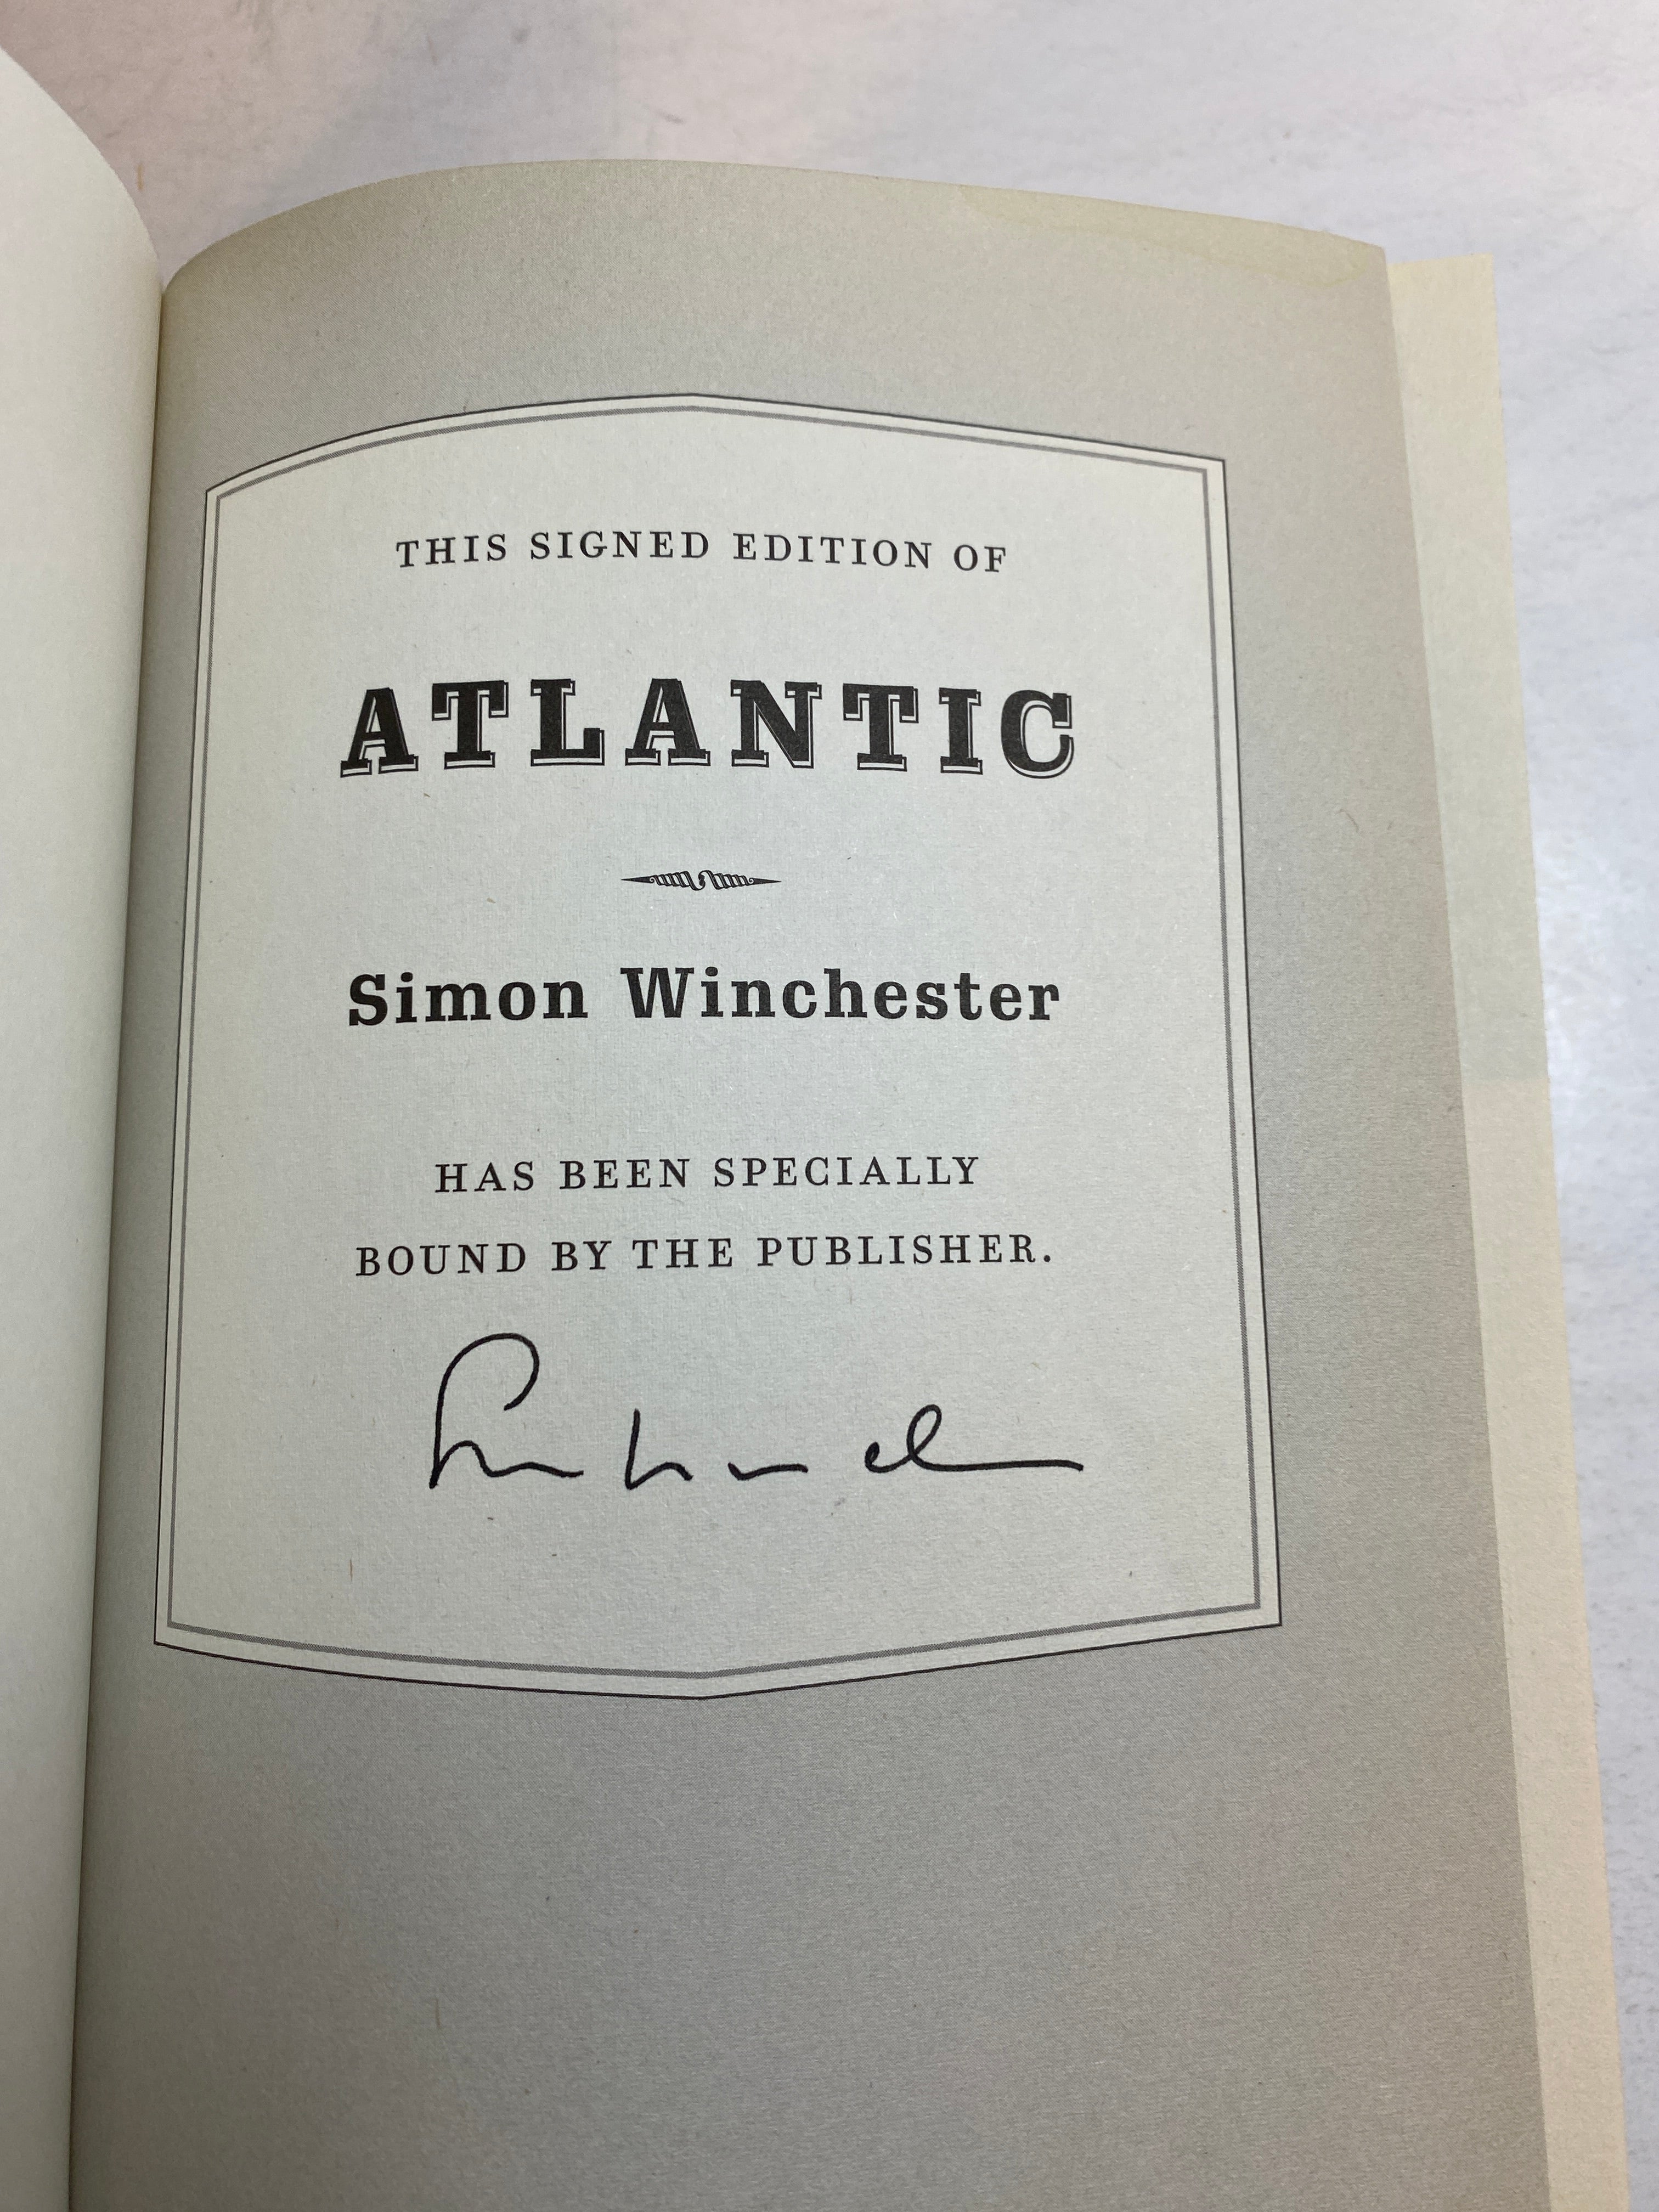 THIS SIGNED EDITION OF
ATLANTIC
Simon Winchester
HAS BEEN SPECIALLY
BOUND BY THE PUBLISHER.